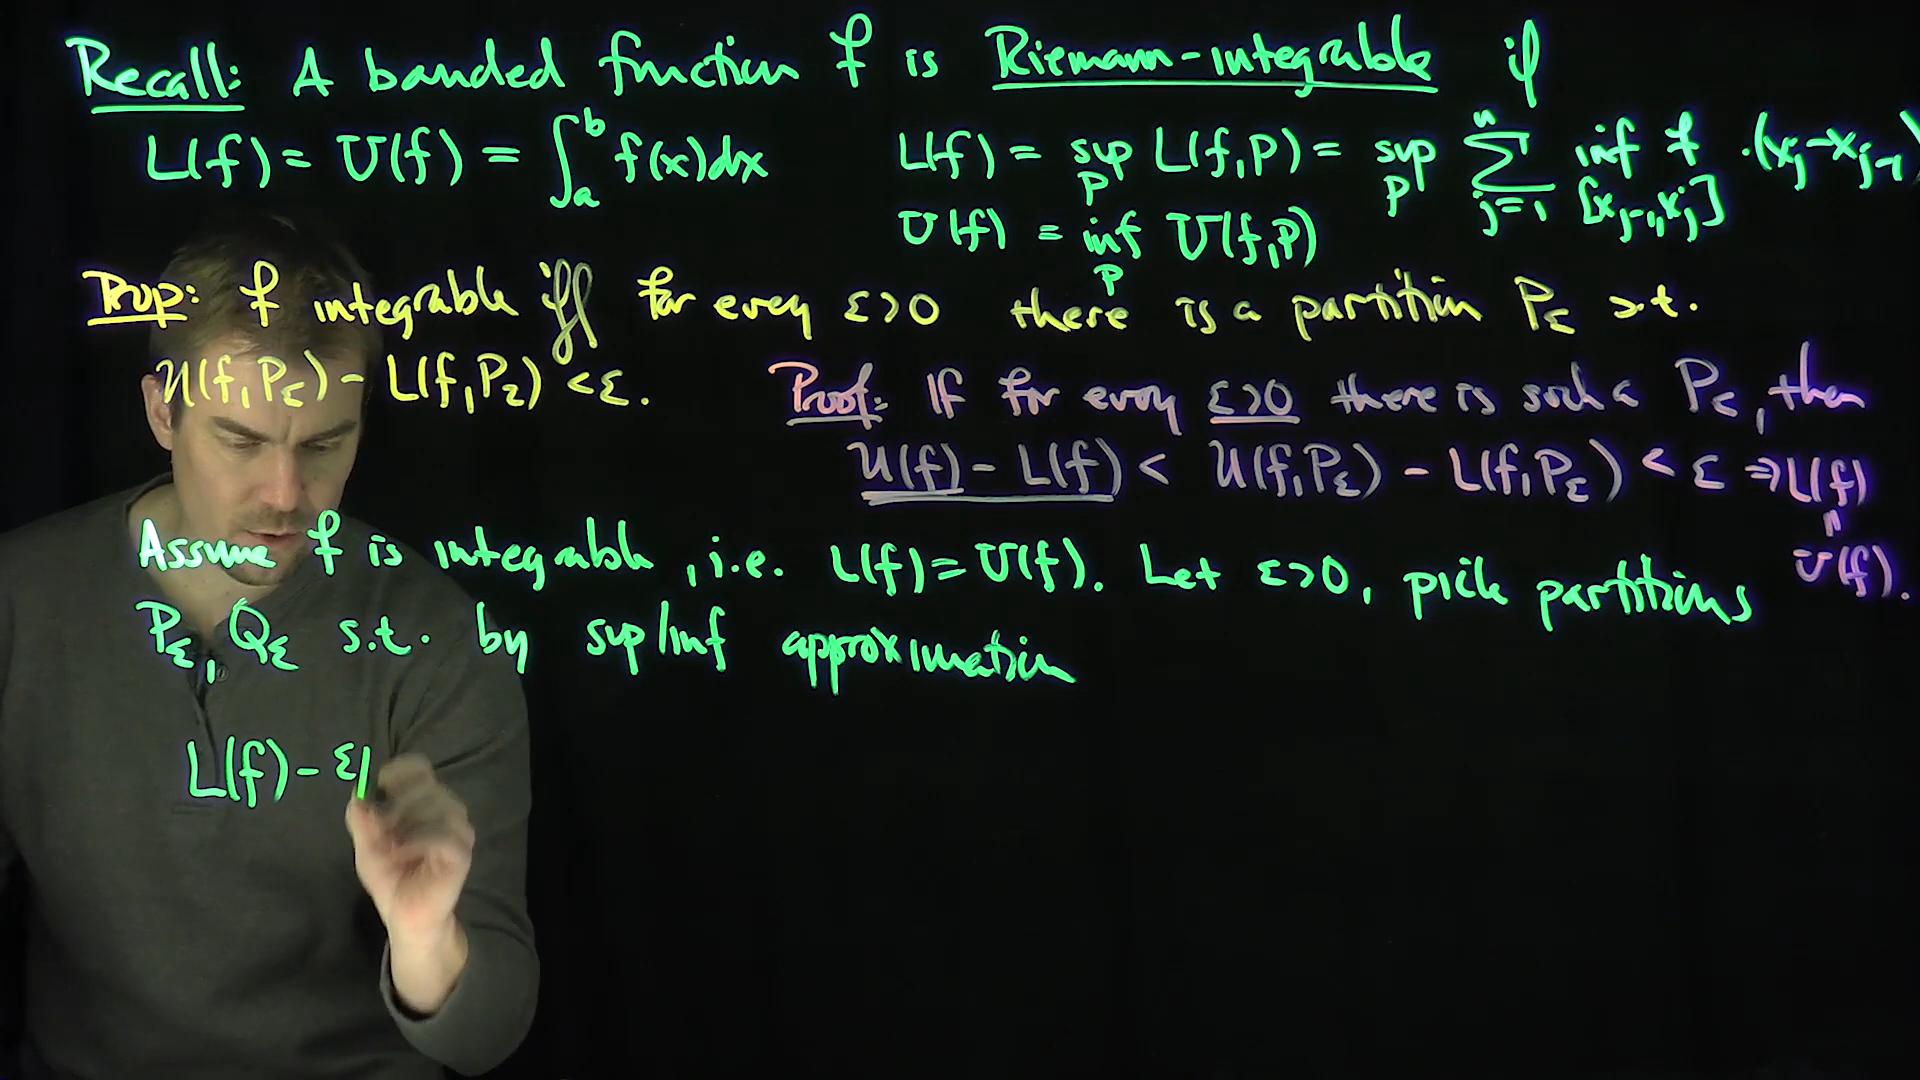 Recall: A bounded function f is Riemann-integrable if
L(f) = U(f) = ∫_a^b f(x)dx
L(f) = sup_P L(f,P) = sup_P ∑_{j=1}^n inf_{[x_{j-1},x_j]} f · (x_j - x_{j-1})
U(f) = inf_P U(f,P)
Prop: f integrable iff for every ε>0 there is a partition P_ε s.t.
U(f,P_ε) - L(f,P_ε) < ε.
Proof: If for every ε>0 there is such a P_ε, then
U(f) - L(f) < U(f,P_ε) - L(f,P_ε) < ε ⇒ L(f)
=
U(f).
Assume f is integrable, i.e. L(f) = U(f). Let ε>0, pick partitions
P_ε, Q_ε s.t. by sup/inf approximation
L(f) - ε/